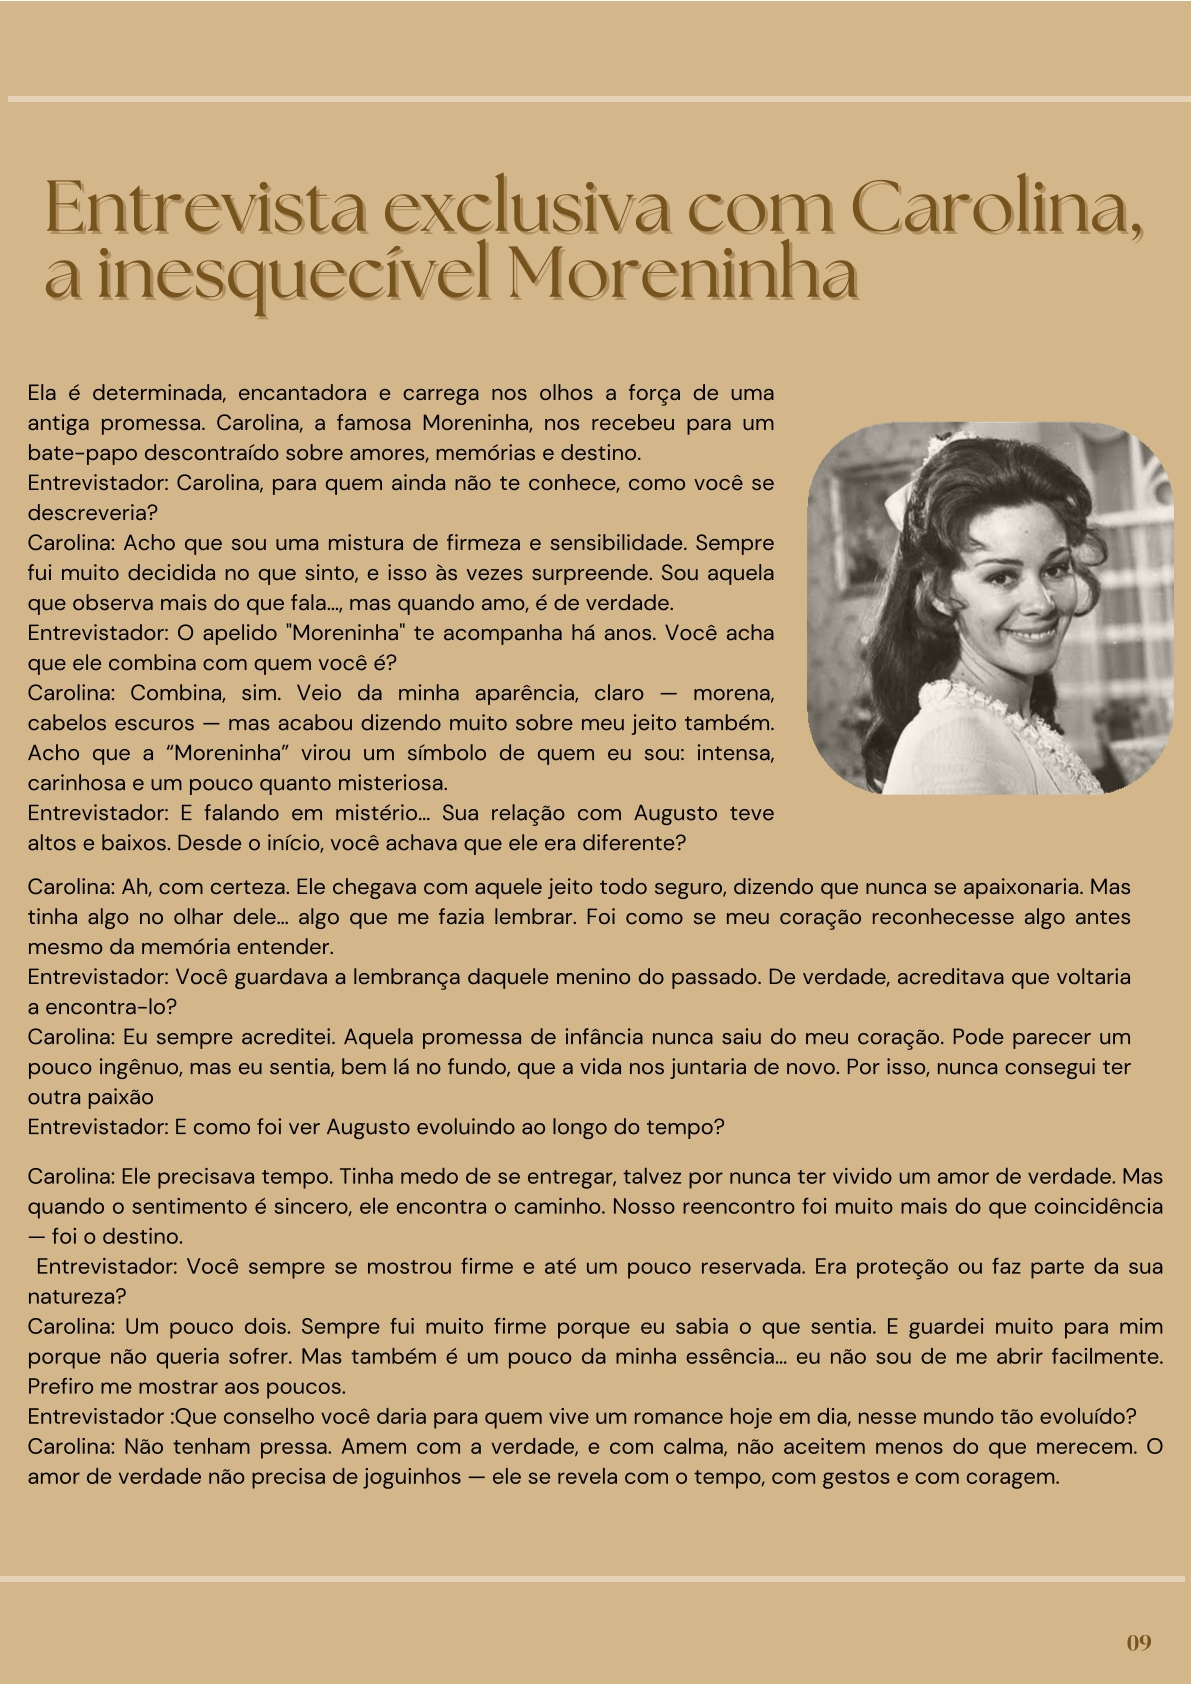 Entrevista exclusiva com Carolina,
a inesquecível Moreninha
Ela é determinada, encantadora e carrega nos olhos a força de uma
antiga promessa. Carolina, a famosa Moreninha, nos recebeu para um
bate-papo descontraído sobre amores, memórias e destino.
Entrevistador: Carolina, para quem ainda não te conhece, como você se
descreveria?
Carolina: Acho que sou uma mistura de firmeza e sensibilidade. Sempre
fui muito decidida no que sinto, e isso às vezes surpreende. Sou aquela
que observa mais do que fala..., mas quando amo, é de verdade.
Entrevistador: O apelido "Moreninha" te acompanha há anos. Você acha
que ele combina com quem você é?
Carolina: Combina, sim. Veio da minha aparência, claro — morena,
cabelos escuros — mas acabou dizendo muito sobre meu jeito também.
Acho que a “Moreninha” virou um símbolo de quem eu sou: intensa,
carinhosa e um pouco quanto misteriosa.
Entrevistador: E falando em mistério... Sua relação com Augusto teve
altos e baixos. Desde o início, você achava que ele era diferente?
Carolina: Ah, com certeza. Ele chegava com aquele jeito todo seguro, dizendo que nunca se apaixonaria. Mas
tinha algo no olhar dele... algo que me fazia lembrar. Foi como se meu coração reconhecesse algo antes
mesmo da memória entender.
Entrevistador: Você guardava a lembrança daquele menino do passado. De verdade, acreditava que voltaria
a encontra-lo?
Carolina: Eu sempre acreditei. Aquela promessa de infância nunca saiu do meu coração. Pode parecer um
pouco ingênuo, mas eu sentia, bem lá no fundo, que a vida nos juntaria de novo. Por isso, nunca consegui ter
outra paixão
Entrevistador: E como foi ver Augusto evoluindo ao longo do tempo?
Carolina: Ele precisava tempo. Tinha medo de se entregar, talvez por nunca ter vivido um amor de verdade. Mas
quando o sentimento é sincero, ele encontra o caminho. Nosso reencontro foi muito mais do que coincidência
— foi o destino.
Entrevistador: Você sempre se mostrou firme e até um pouco reservada. Era proteção ou faz parte da sua
natureza?
Carolina: Um pouco dois. Sempre fui muito firme porque eu sabia o que sentia. E guardei muito para mim
porque não queria sofrer. Mas também é um pouco da minha essência... eu não sou de me abrir facilmente.
Prefiro me mostrar aos poucos.
Entrevistador :Que conselho você daria para quem vive um romance hoje em dia, nesse mundo tão evoluído?
Carolina: Não tenham pressa. Amem com a verdade, e com calma, não aceitem menos do que merecem. O
amor de verdade não precisa de joguinhos — ele se revela com o tempo, com gestos e com coragem.
09